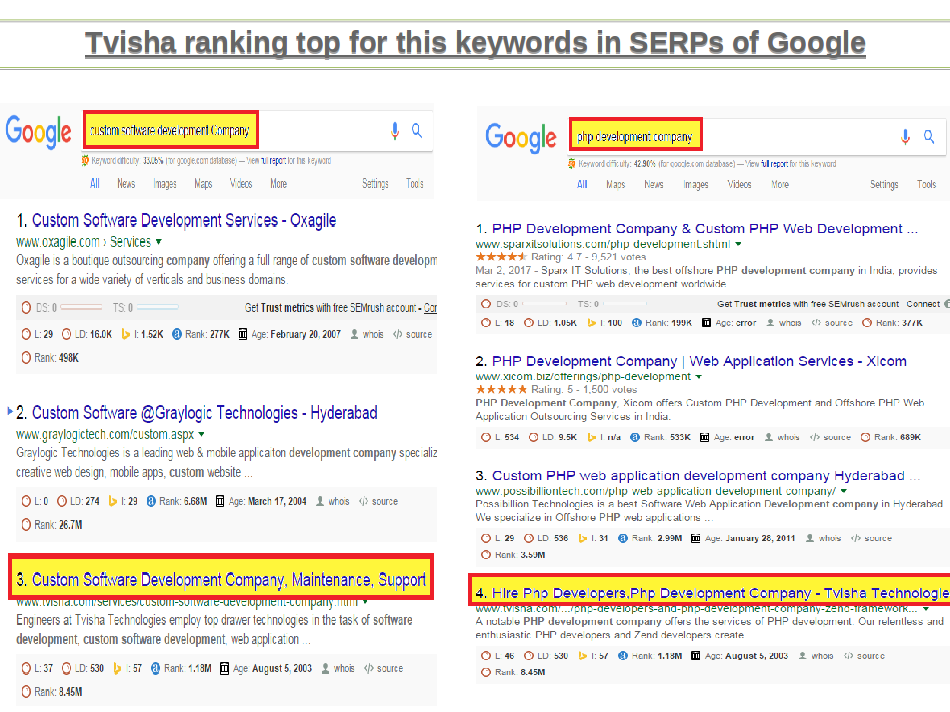 Tvisha ranking top for this keywords in SERPs of Google
Google
custom software development Company
Keyword difficulty: 33.05% (for google.com database) — View full report for this keyword
All News Images Maps Videos More Settings Tools
1. Custom Software Development Services - Oxagile
www.oxagile.com › Services
Oxagile is a boutique outsourcing company offering a full range of custom software developm
services for a wide variety of verticals and business domains.
DS: 0 TS: 0 Get Trust metrics with free SEMrush account - Cor
L: 29 LD: 16.0K I: 1.52K Rank: 277K Age: February 20, 2007 whois source
Rank: 498K
2. Custom Software @Graylogic Technologies - Hyderabad
www.graylogictech.com/custom.aspx
Graylogic Technologies is a leading web & mobile applicaiton development company specializ
creative web design, mobile apps, custom website ...
L: 0 LD: 274 I: 29 Rank: 6.68M Age: March 17, 2004 whois source
Rank: 26.7M
3. Custom Software Development Company, Maintenance, Support
www.tvisha.com/services/custom-software-development-company.html
Engineers at Tvisha Technologies employ top drawer technologies in the task of software
development, custom software development, web application ...
L: 37 LD: 530 I: 57 Rank: 1.18M Age: August 5, 2003 whois source
Rank: 8.45M
Google
php development company
Keyword difficulty: 42.90% (for google.com database) — View full report for this keyword
All Maps News Images Videos More Settings Tools
1. PHP Development Company & Custom PHP Web Development ...
www.sparxitsolutions.com/php-development.shtml
Rating: 4.7 - 9,521 votes
Mar 2, 2017 - Sparx IT Solutions, the best offshore PHP development company in India, provides
services for custom PHP web development worldwide.
DS: 0 TS: 0 Get Trust metrics with free SEMrush account - Connect
L: 18 LD: 1.05K I: 100 Rank: 199K Age: error whois source Rank: 377K
2. PHP Development Company | Web Application Services - Xicom
www.xicom.biz/offerings/php-development
Rating: 5 - 1,500 votes
PHP Development Company, Xicom offers Custom PHP Development and Offshore PHP Web
Application Outsourcing Services in India.
L: 534 LD: 9.5K I: n/a Rank: 533K Age: error whois source Rank: 689K
3. Custom PHP web application development company Hyderabad ...
www.possibilliontech.com/php-web-application-development-company/
Possibillion Technologies is a best Software Web Application Development company in Hyderabad
We specialize in Offshore PHP web applications ...
L: 29 LD: 536 I: 31 Rank: 2.99M Age: January 28, 2011 whois source
Rank: 3.59M
4. Hire Php Developers,Php Development Company - Tvisha Technologie
www.tvisha.com/.../php-developers-and-php-development-company-zend-framework...
A notable PHP development company offers the services of PHP development. Our relentless and
enthusiastic PHP developers and Zend developers create
L: 46 LD: 530 I: 57 Rank: 1.18M Age: August 5, 2003 whois source
Rank: 8.45M